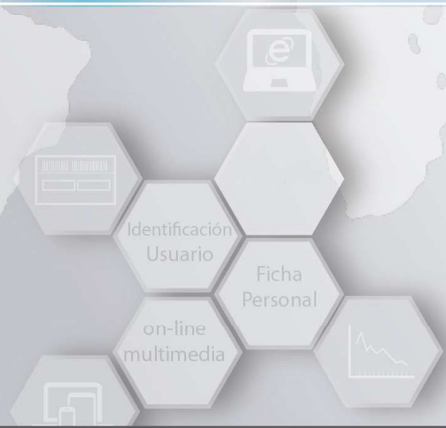 Identificación
Usuario
Ficha
Personal
on-line
multimedia